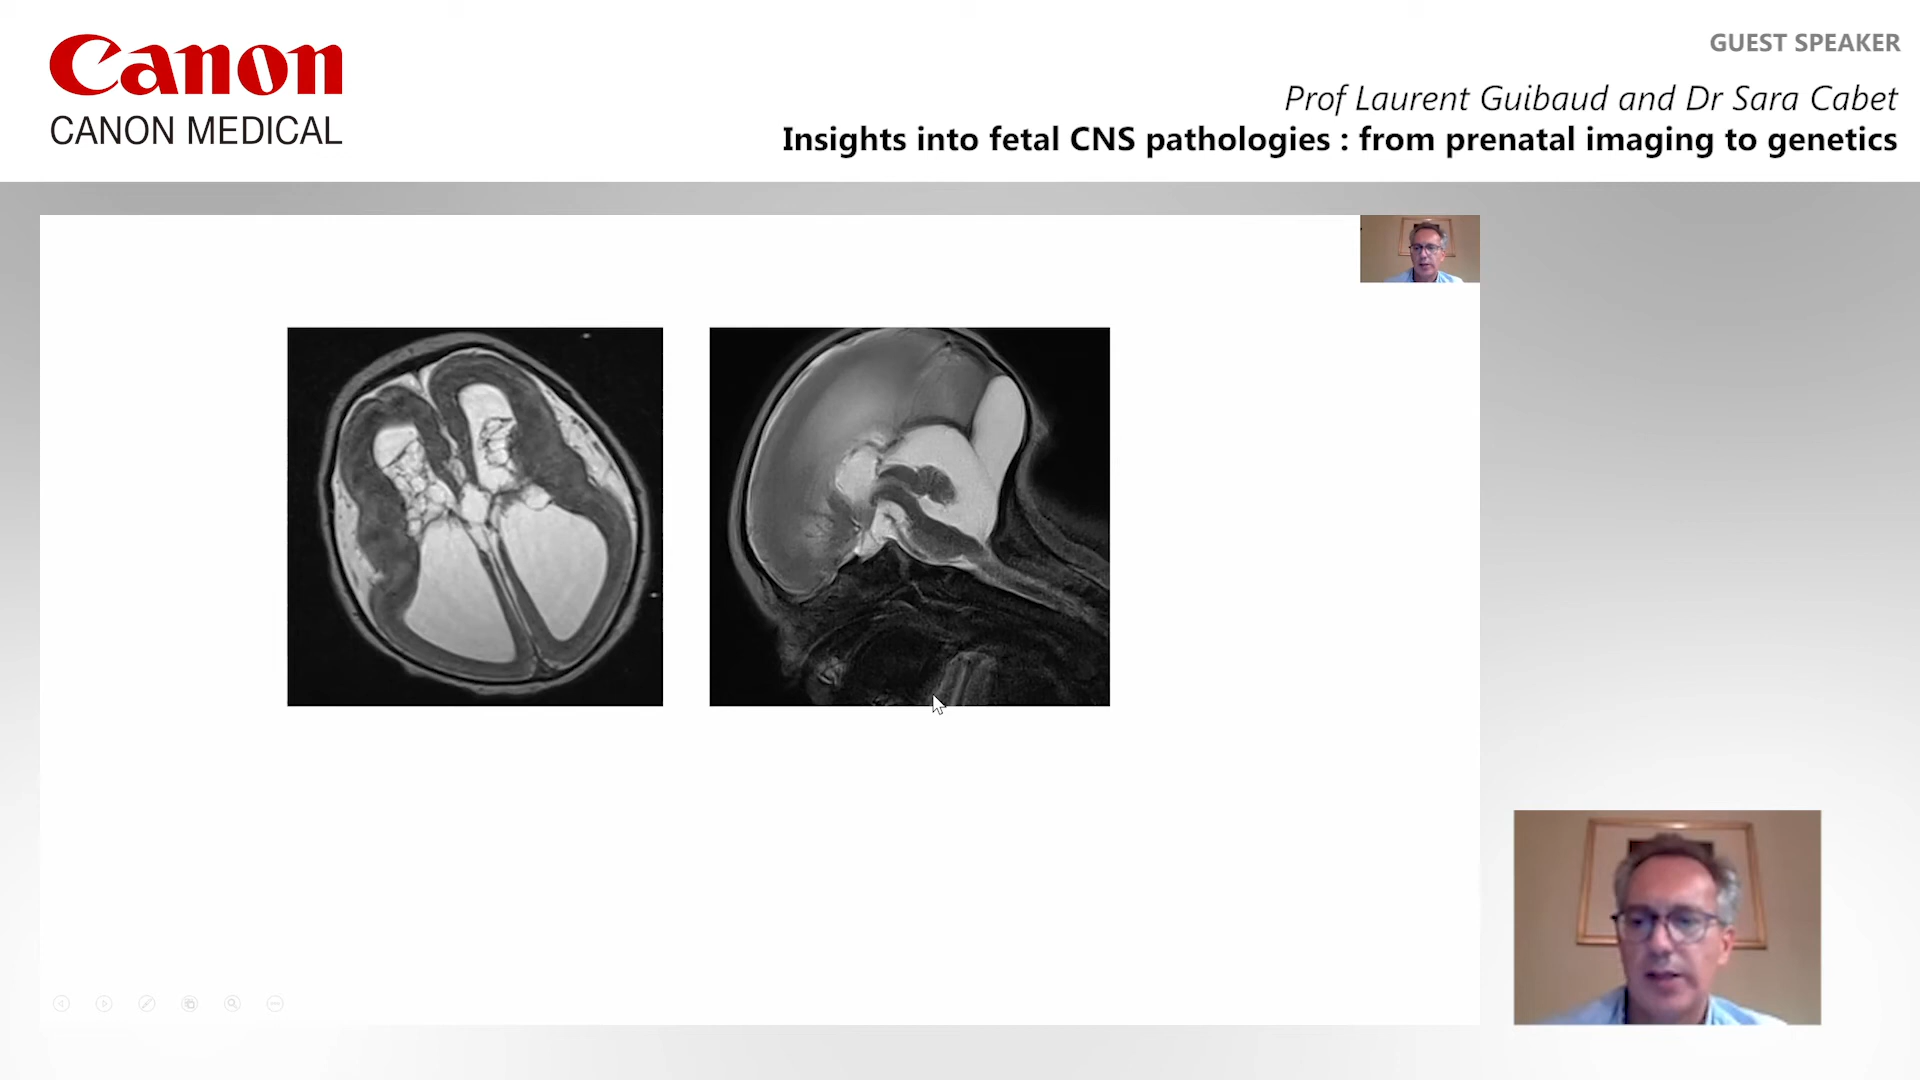 Canon
CANON MEDICAL
GUEST SPEAKER
Prof Laurent Guibaud and Dr Sara Cabet
Insights into fetal CNS pathologies : from prenatal imaging to genetics